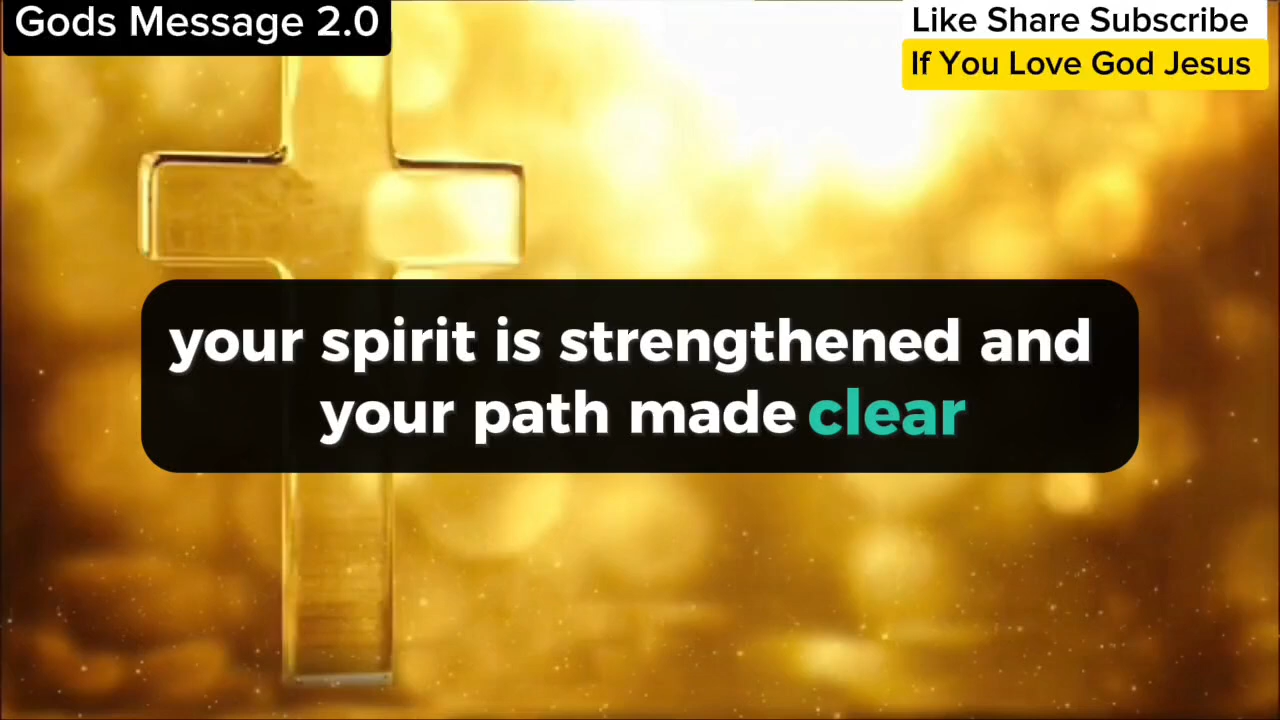 Gods Message 2.0
Like Share Subscribe
If You Love God Jesus
your spirit is strengthened and
your path made clear